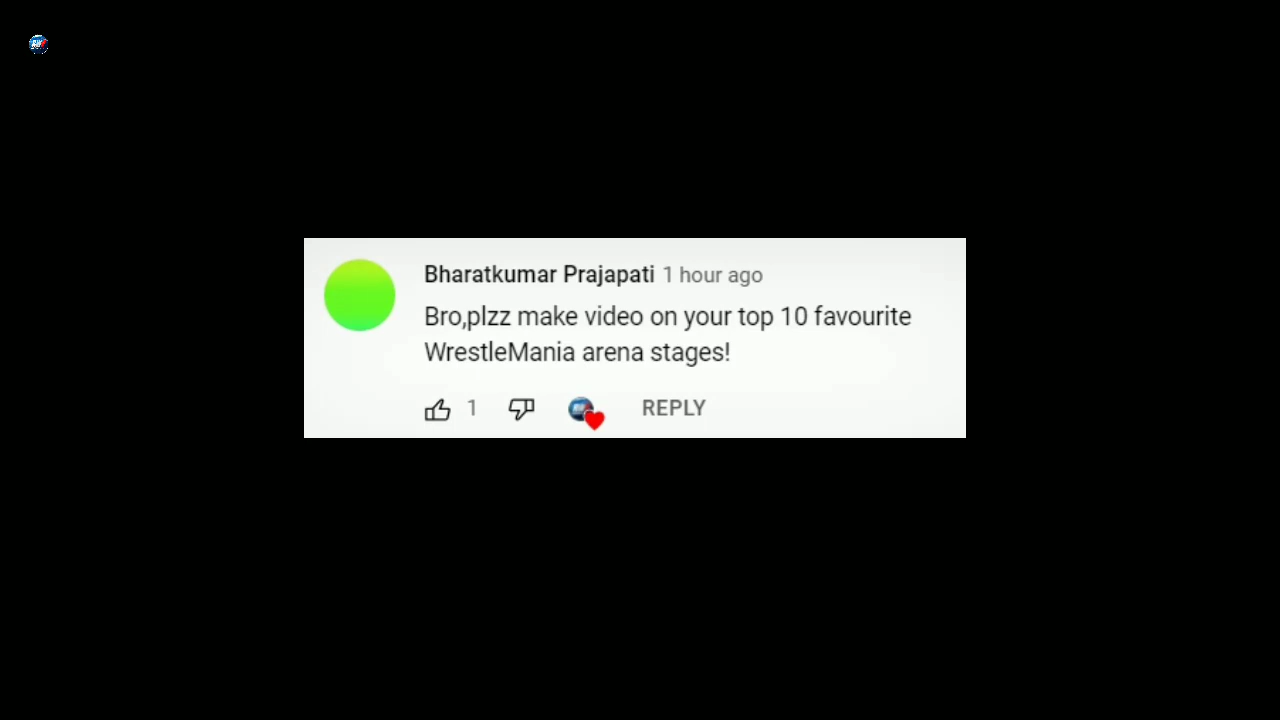 Bharatkumar Prajapati 1 hour ago
Bro,plzz make video on your top 10 favourite
WrestleMania arena stages!
1 REPLY